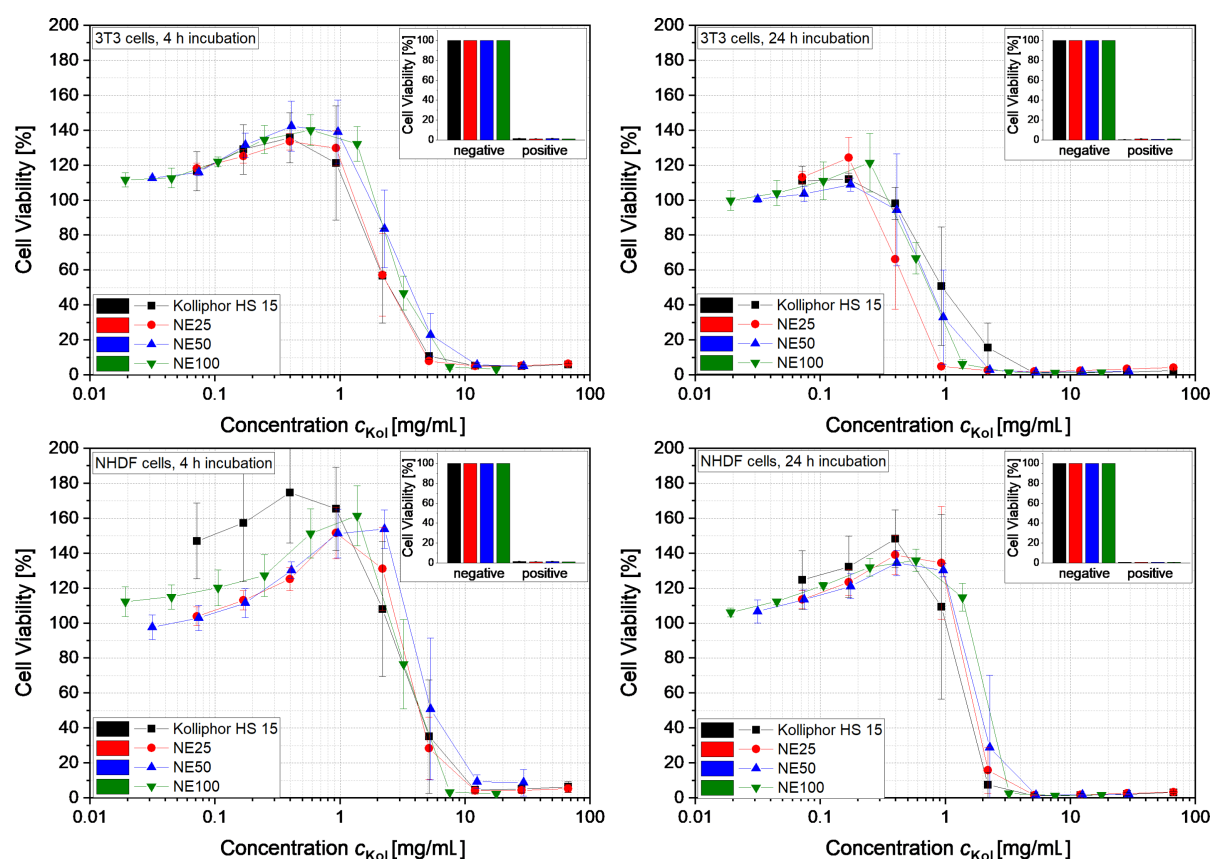 3T3 cells, 4 h incubation
Cell Viability [%]
200
180
160
140
120
100
80
60
40
20
0
Cell Viability [%]
100
80
60
40
20
0
negative positive
Kolliphor HS 15
NE25
NE50
NE100
0.01 0.1 1 10 100
Concentration cKol [mg/mL]
3T3 cells, 24 h incubation
Cell Viability [%]
200
180
160
140
120
100
80
60
40
20
0
Cell Viability [%]
100
80
60
40
20
0
negative positive
Kolliphor HS 15
NE25
NE50
NE100
0.01 0.1 1 10 100
Concentration cKol [mg/mL]
NHDF cells, 4 h incubation
Cell Viability [%]
200
180
160
140
120
100
80
60
40
20
0
Cell Viability [%]
100
80
60
40
20
0
negative positive
Kolliphor HS 15
NE25
NE50
NE100
0.01 0.1 1 10 100
Concentration cKol [mg/mL]
NHDF cells, 24 h incubation
Cell Viability [%]
200
180
160
140
120
100
80
60
40
20
0
Cell Viability [%]
100
80
60
40
20
0
negative positive
Kolliphor HS 15
NE25
NE50
NE100
0.01 0.1 1 10 100
Concentration cKol [mg/mL]